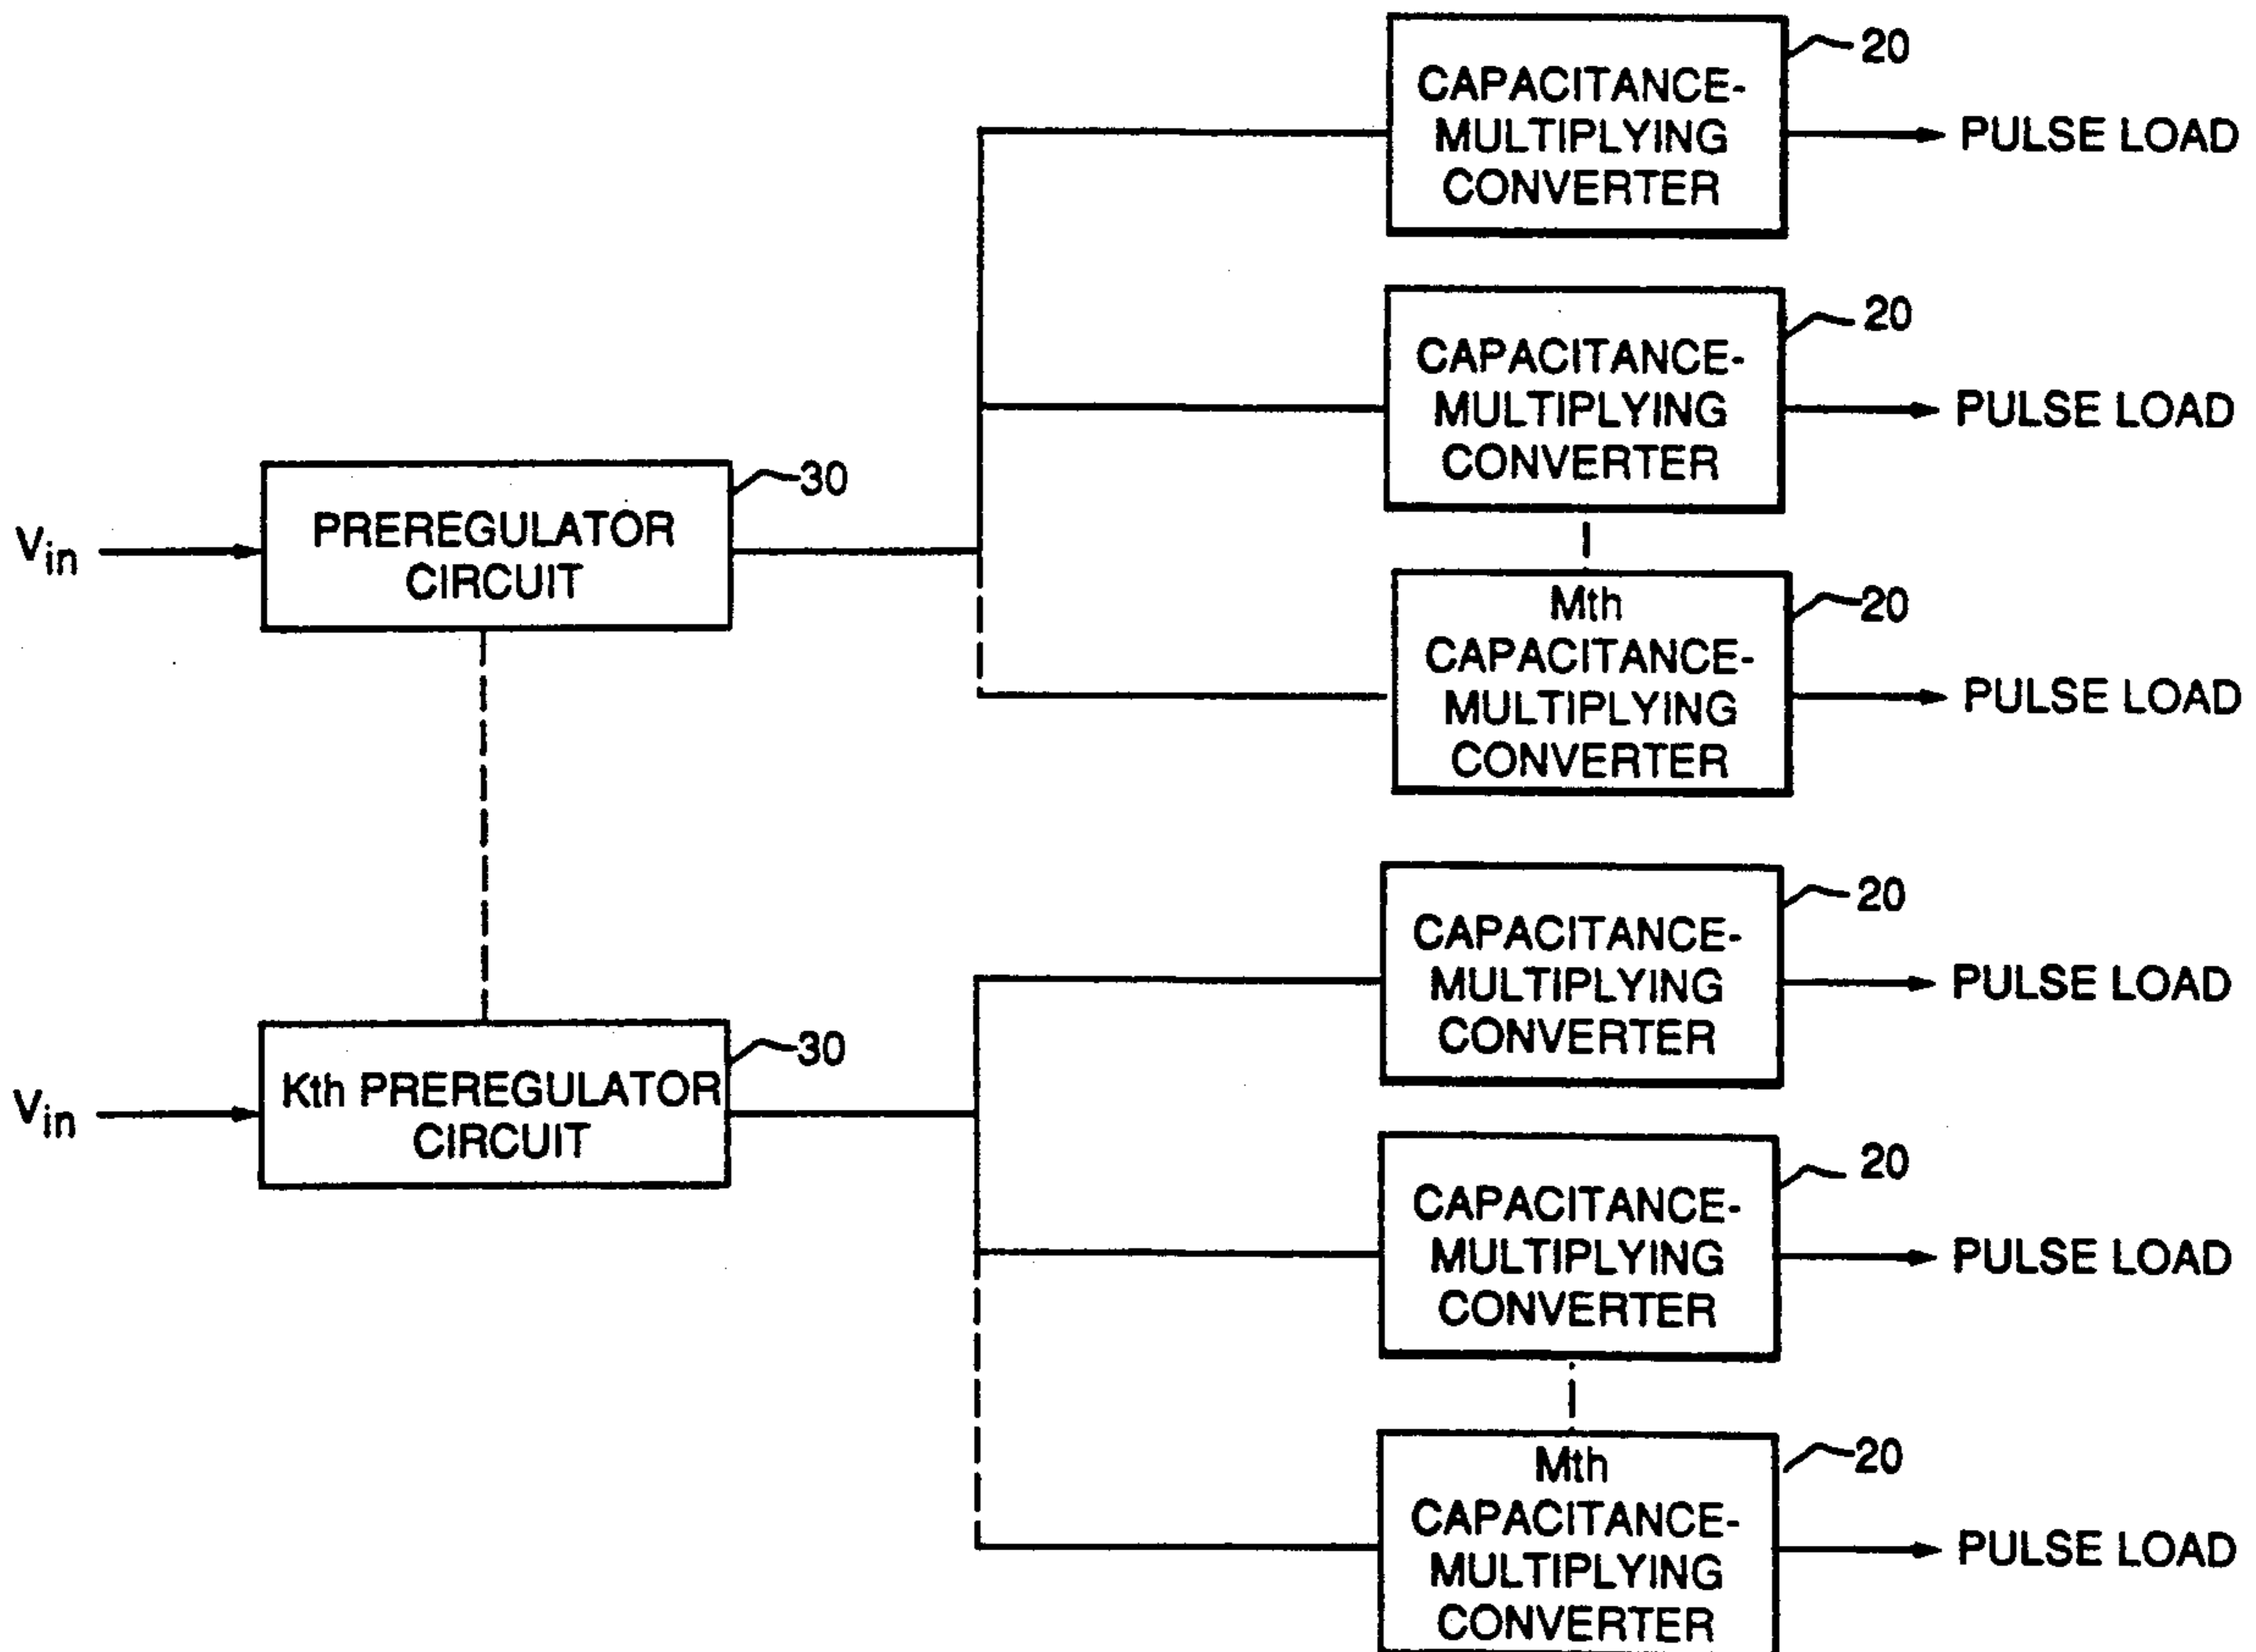 20
CAPACITANCE-
MULTIPLYING
CONVERTER
PULSE LOAD
20
CAPACITANCE-
MULTIPLYING
CONVERTER
PULSE LOAD
30
Vin
PREREGULATOR
CIRCUIT
20
Mth
CAPACITANCE-
MULTIPLYING
CONVERTER
PULSE LOAD
20
CAPACITANCE-
MULTIPLYING
CONVERTER
PULSE LOAD
30
Vin
Kth PREREGULATOR
CIRCUIT
20
CAPACITANCE-
MULTIPLYING
CONVERTER
PULSE LOAD
20
Mth
CAPACITANCE-
MULTIPLYING
CONVERTER
PULSE LOAD